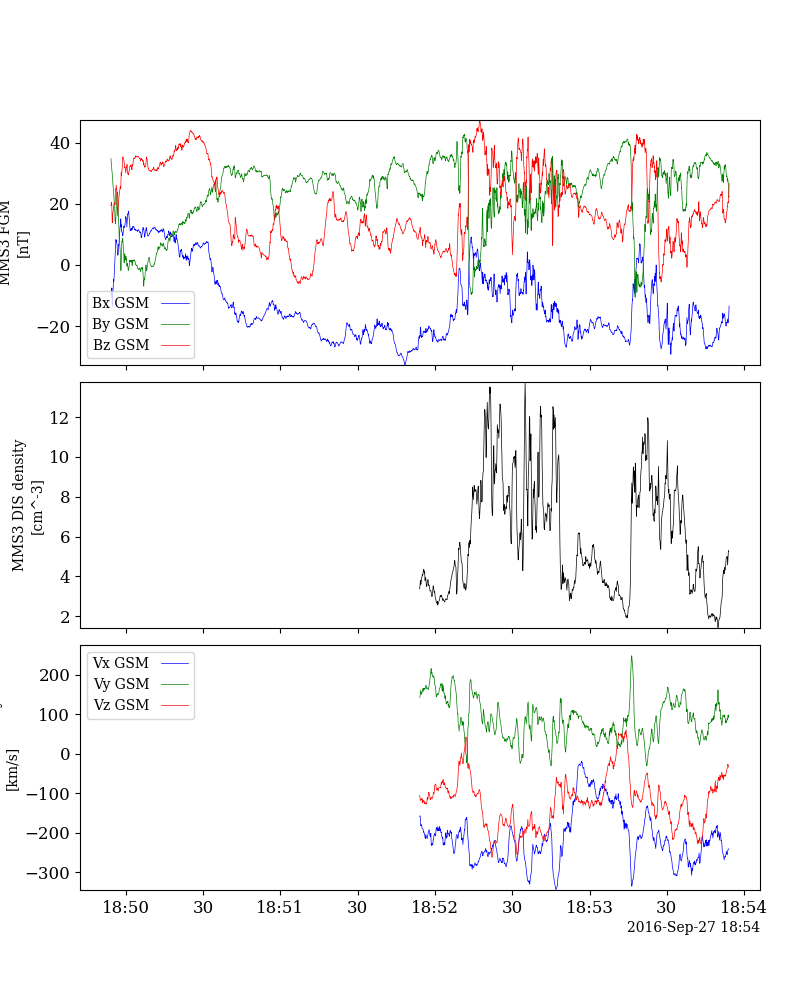 MMS3 FGM
[nT]
40
20
0
−20
Bx GSM
By GSM
Bz GSM
MMS3 DIS density
[cm^-3]
12
10
8
6
4
2
[km/s]
200
100
0
−100
−200
−300
Vx GSM
Vy GSM
Vz GSM
18:50 30 18:51 30 18:52 30 18:53 30 18:54
2016-Sep-27 18:54